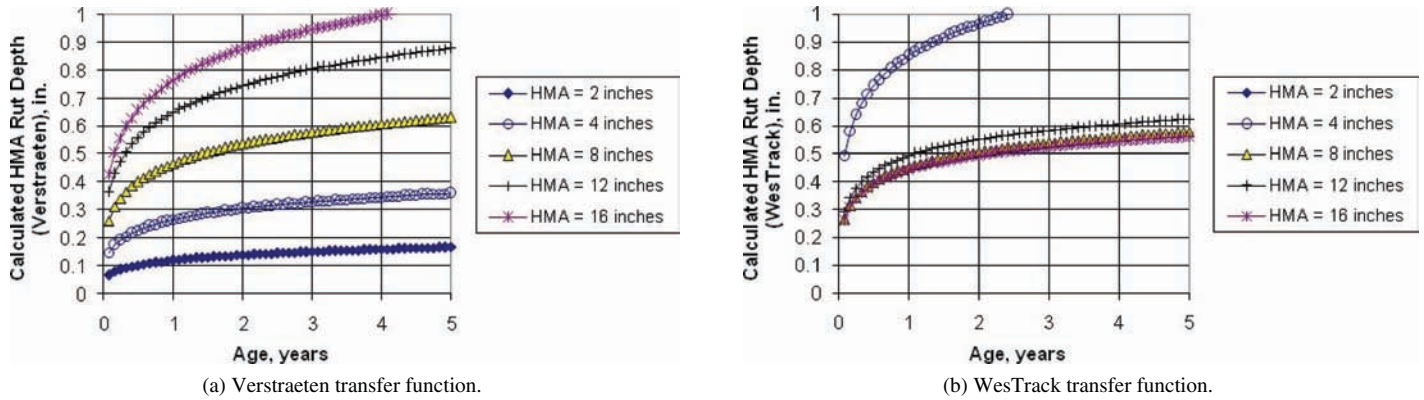 Calculated HMA Rut Depth
(Verstraeten), in.
1
0.9
0.8
0.7
0.6
0.5
0.4
0.3
0.2
0.1
0
0 1 2 3 4 5
Age, years
HMA = 2 inches
HMA = 4 inches
HMA = 8 inches
HMA = 12 inches
HMA = 16 inches
(a) Verstraeten transfer function.
Calculated HMA Rut Depth
(WesTrack), in.
1
0.9
0.8
0.7
0.6
0.5
0.4
0.3
0.2
0.1
0
0 1 2 3 4 5
Age, years
HMA = 2 inches
HMA = 4 inches
HMA = 8 inches
HMA = 12 inches
HMA = 16 inches
(b) WesTrack transfer function.